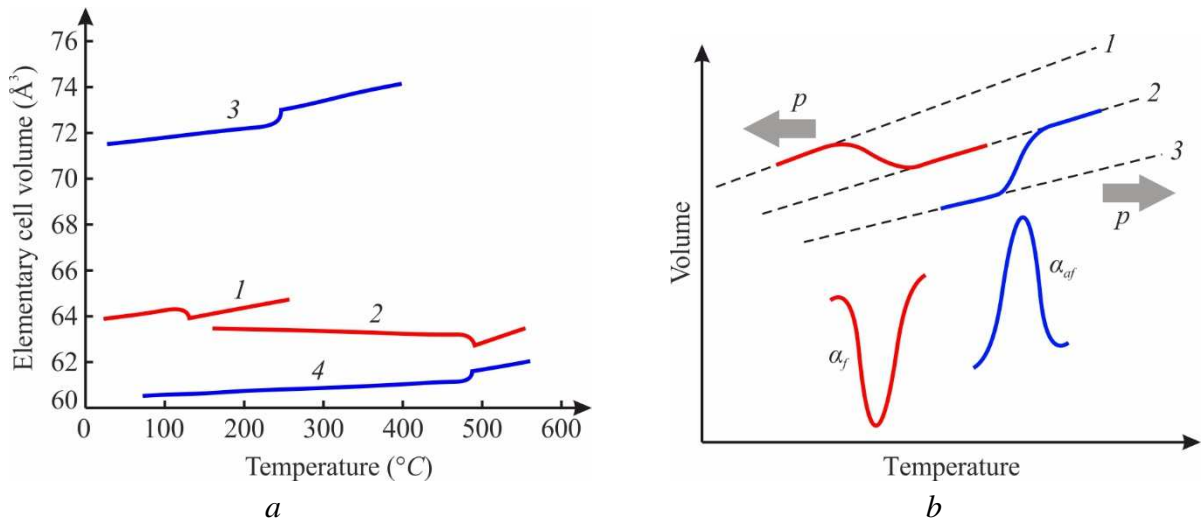 76
74
72
70
68
66
64
62
60
Elementary cell volume (Å³)
3
1
2
4
0 100 200 300 400 500 600
Temperature (°C)
a
Volume
1
2
3
p
p
α_f
α_af
Temperature
b